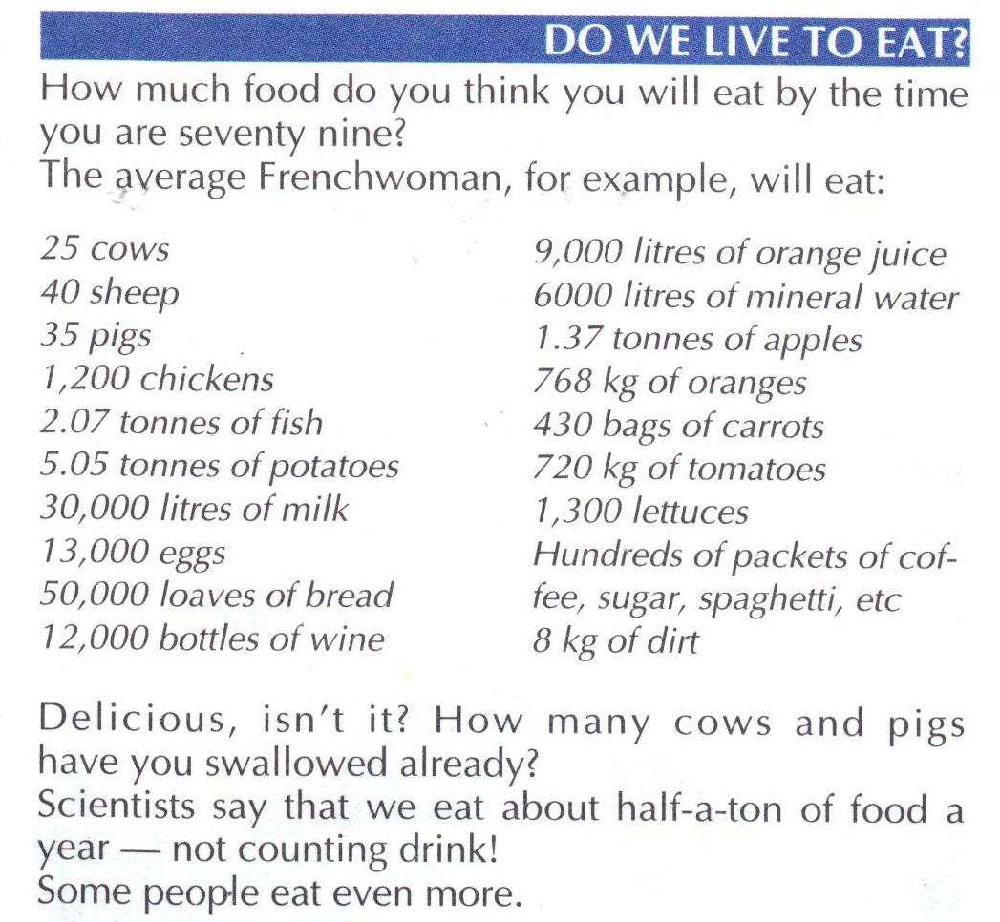 DO WE LIVE TO EAT?
How much food do you think you will eat by the time
you are seventy nine?
The average Frenchwoman, for example, will eat:
25 cows
40 sheep
35 pigs
1,200 chickens
2.07 tonnes of fish
5.05 tonnes of potatoes
30,000 litres of milk
13,000 eggs
50,000 loaves of bread
12,000 bottles of wine
9,000 litres of orange juice
6000 litres of mineral water
1.37 tonnes of apples
768 kg of oranges
430 bags of carrots
720 kg of tomatoes
1,300 lettuces
Hundreds of packets of cof-
fee, sugar, spaghetti, etc
8 kg of dirt
Delicious, isn't it? How many cows and pigs
have you swallowed already?
Scientists say that we eat about half-a-ton of food a
year — not counting drink!
Some people eat even more.